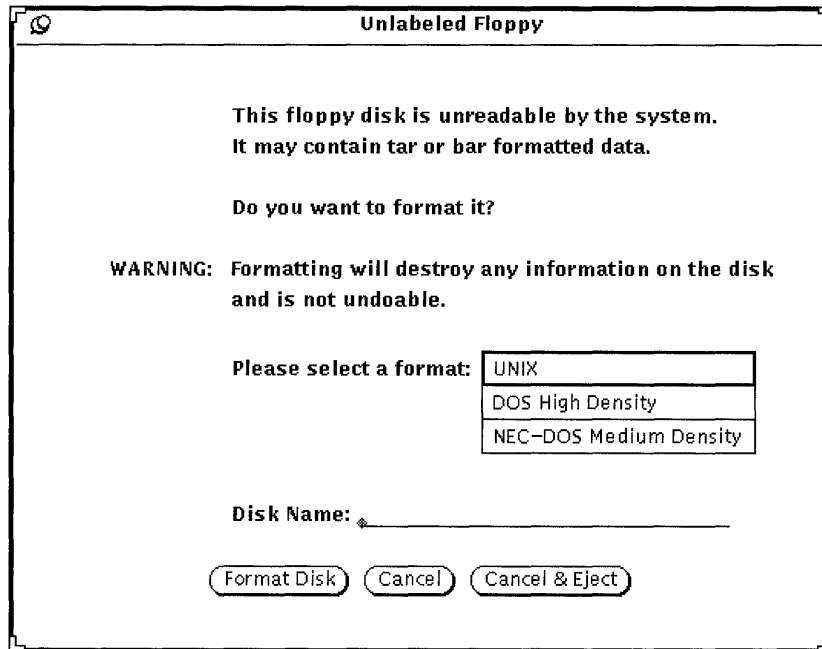 Unlabeled Floppy
This floppy disk is unreadable by the system.
It may contain tar or bar formatted data.
Do you want to format it?
WARNING: Formatting will destroy any information on the disk
and is not undoable.
Please select a format: UNIX
DOS High Density
NEC-DOS Medium Density
Disk Name:
Format Disk Cancel Cancel & Eject